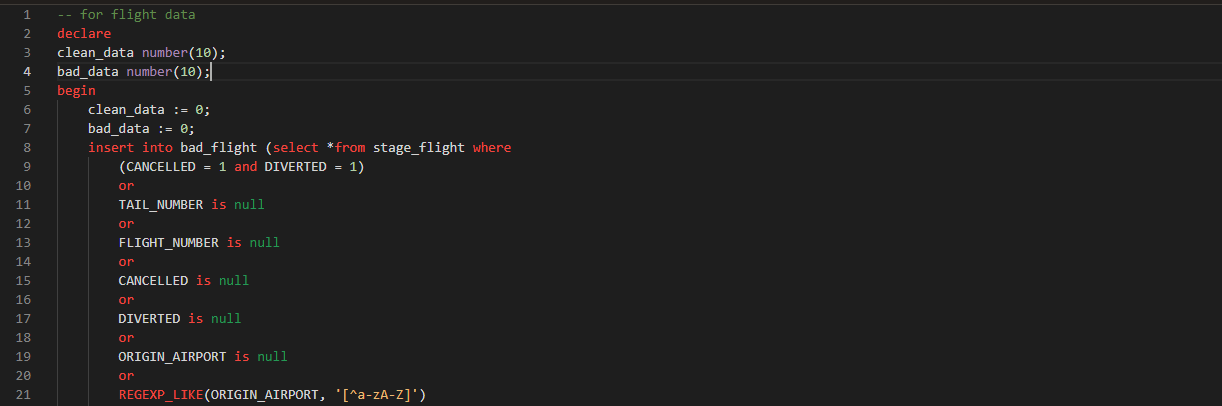 1 -- for flight data
2 declare
3 clean_data number(10);
4 bad_data number(10);
5 begin
6 clean_data := 0;
7 bad_data := 0;
8 insert into bad_flight (select *from stage_flight where
9 (CANCELLED = 1 and DIVERTED = 1)
10 or
11 TAIL_NUMBER is null
12 or
13 FLIGHT_NUMBER is null
14 or
15 CANCELLED is null
16 or
17 DIVERTED is null
18 or
19 ORIGIN_AIRPORT is null
20 or
21 REGEXP_LIKE(ORIGIN_AIRPORT, '[^a-zA-Z]')